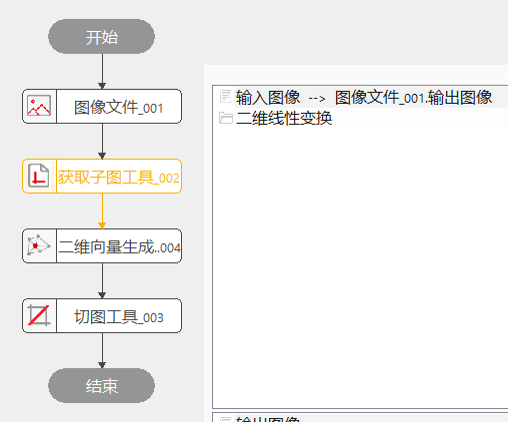 开始
图像文件_001
获取子图工具_002
二维向量生成..004
切图工具_003
结束
输入图像 --> 图像文件_001.输出图像
二维线性变换
输出图像